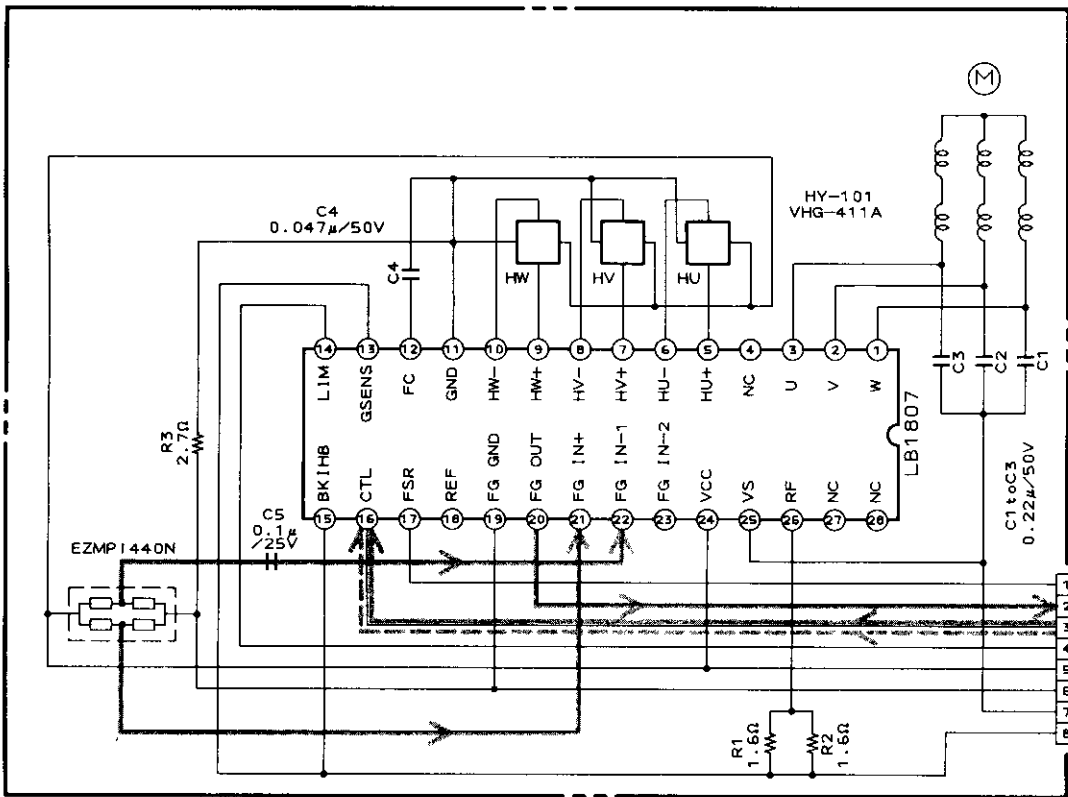 M
HY-101
VHG-411A
C4
0.047μ/50V
C4
HW
HV
HU
C3
C2
C1
14
13
12
11
10
9
8
7
6
5
4
3
2
1
LIM
GSENS
FC
GND
HW-
HW+
HV-
HV+
HU-
HU+
NC
U
V
W
LB1807
R3
2.7Ω
BKIHB
CTL
FSR
REF
FG GND
FG OUT
FG IN+
FG IN-1
FG IN-2
VCC
VS
RF
NC
NC
C1toC3
0.22μ/50V
15
16
17
18
19
20
21
22
23
24
25
26
27
28
C5
0.1μ
/25V
EZMP1440N
1
2
3
4
5
6
7
8
R1
1.6Ω
R2
1.6Ω